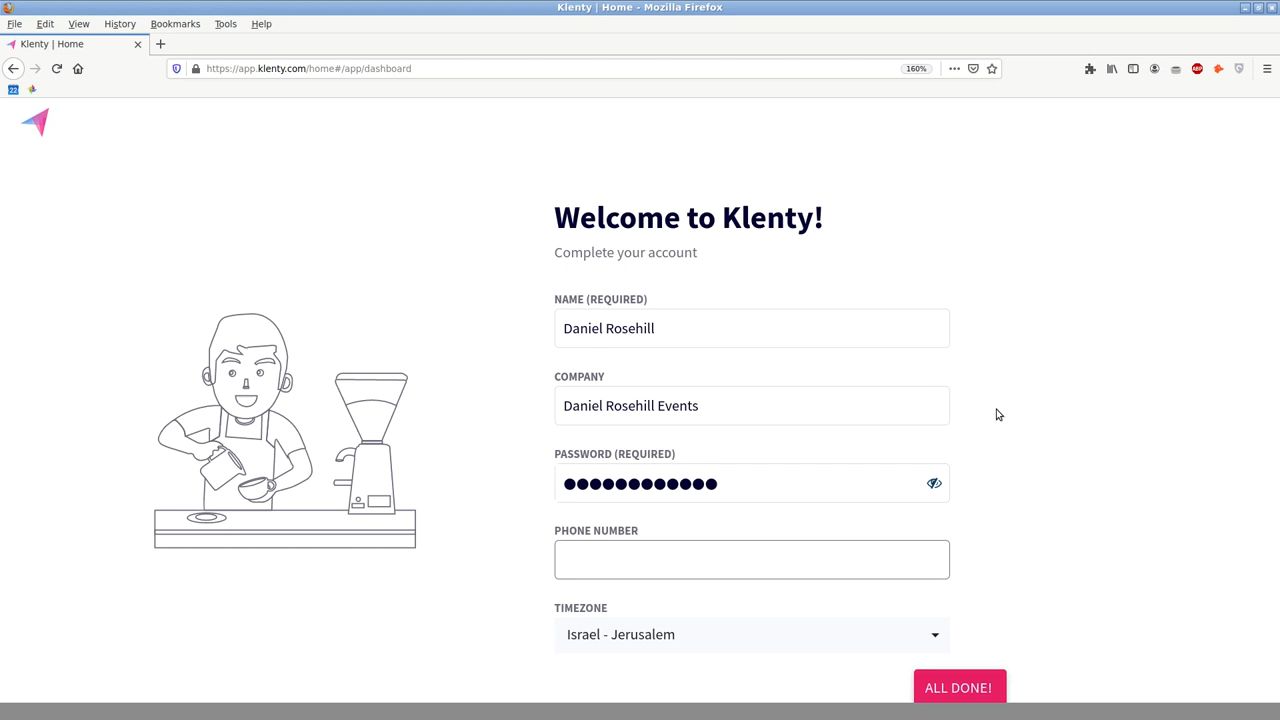 Klenty | Home - Mozilla Firefox
File Edit View History Bookmarks Tools Help
Klenty | Home
https://app.klenty.com/home#/app/dashboard 160%
22
ABP
Welcome to Klenty!
Complete your account
NAME (REQUIRED)
Daniel Rosehill
COMPANY
Daniel Rosehill Events
PASSWORD (REQUIRED)
PHONE NUMBER
TIMEZONE
Israel - Jerusalem
ALL DONE!